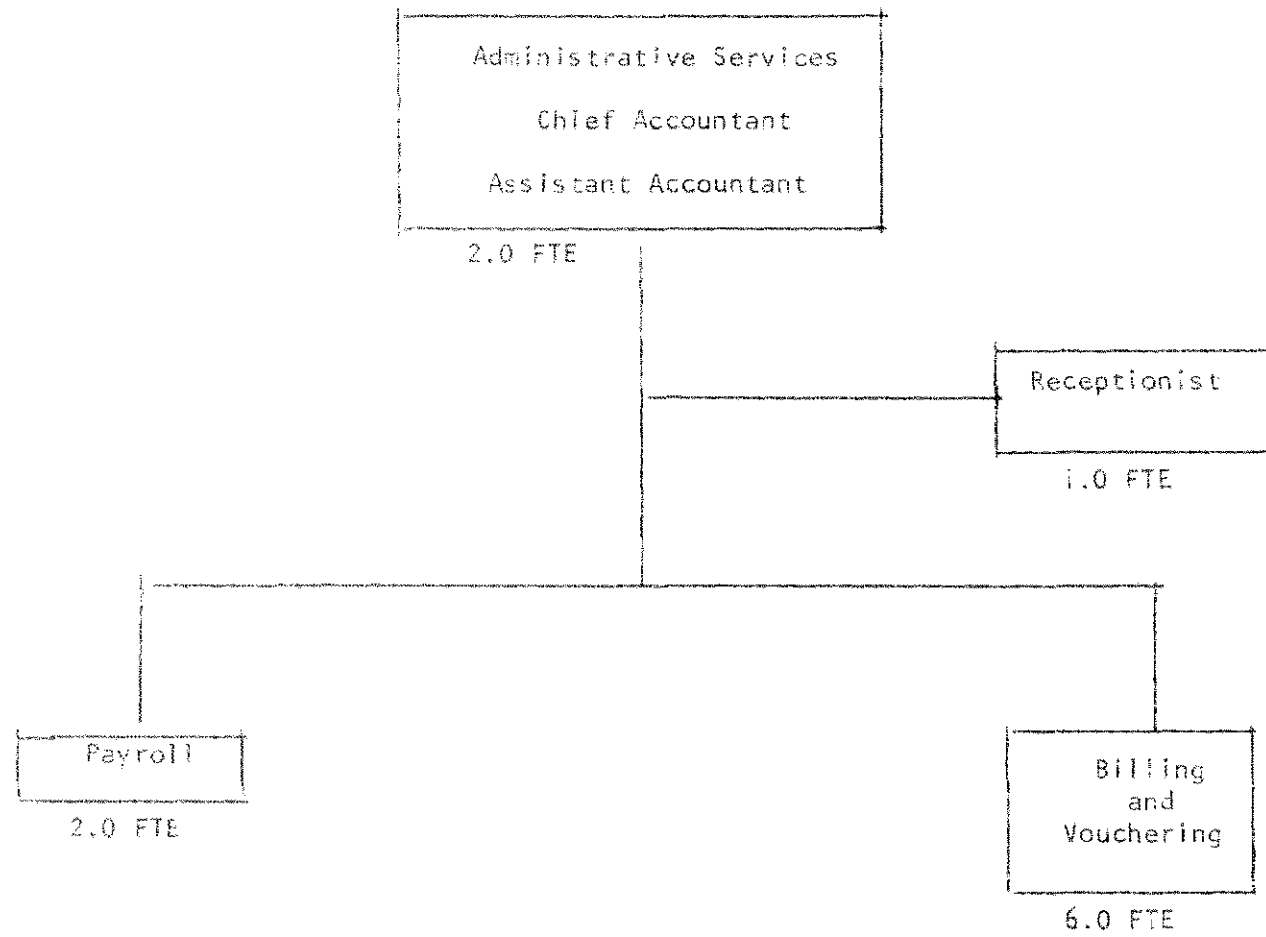 Administrative Services
Chief Accountant
Assistant Accountant
2.0 FTE
Receptionist
1.0 FTE
Payroll
2.0 FTE
Billing
and
Vouchering
6.0 FTE